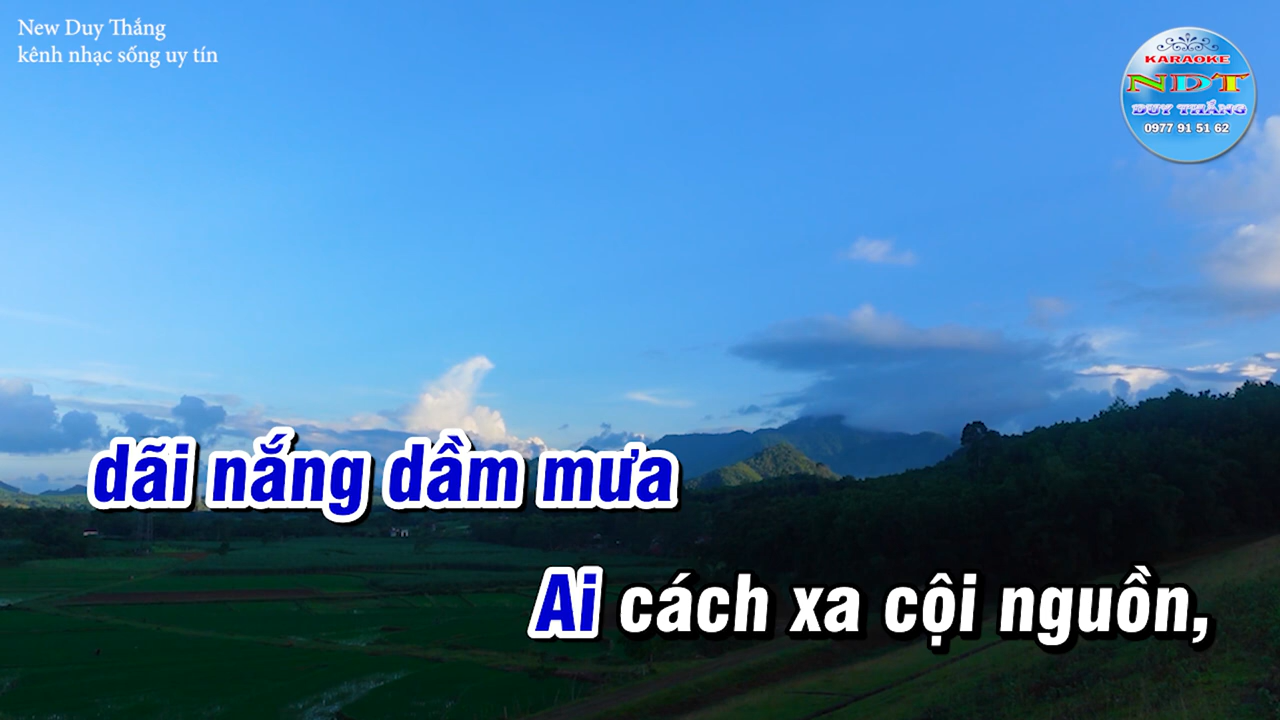 New Duy Thắng
kênh nhạc sống uy tín
KARAOKE
NDT
DUY THẮNG
0977 91 51 62
dãi nắng dầm mưa
Ai cách xa cội nguồn,